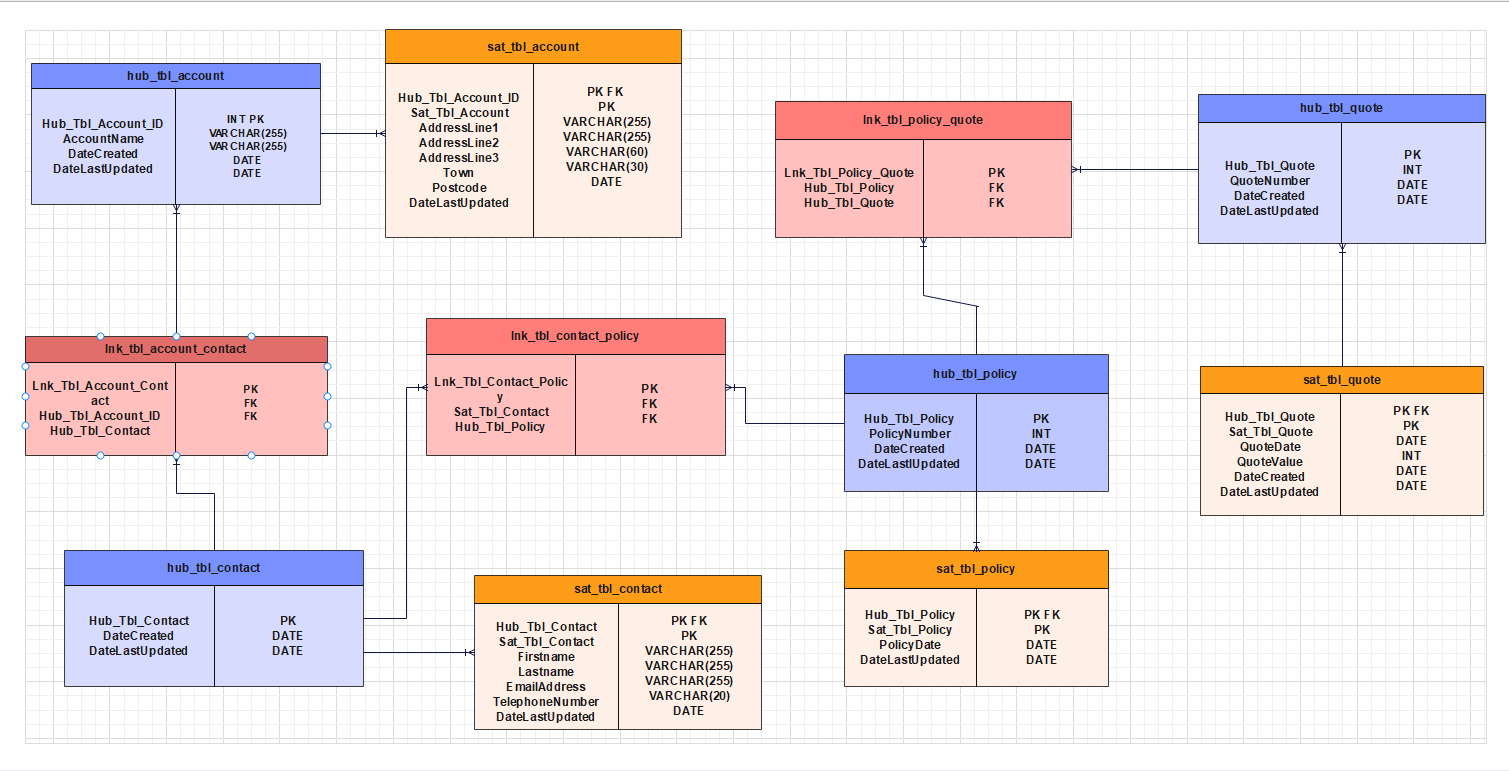 hub_tbl_account
Hub_Tbl_Account_ID
AccountName
DateCreated
DateLastUpdated
INT PK
VARCHAR(255)
VARCHAR(255)
DATE
DATE
sat_tbl_account
Hub_Tbl_Account_ID
Sat_Tbl_Account
AddressLine1
AddressLine2
AddressLine3
Town
Postcode
DateLastUpdated
PK FK
PK
VARCHAR(255)
VARCHAR(255)
VARCHAR(60)
VARCHAR(30)
DATE
lnk_tbl_policy_quote
Lnk_Tbl_Policy_Quote
Hub_Tbl_Policy
Hub_Tbl_Quote
PK
FK
FK
hub_tbl_quote
Hub_Tbl_Quote
QuoteNumber
DateCreated
DateLastUpdated
PK
INT
DATE
DATE
lnk_tbl_account_contact
Lnk_Tbl_Account_Cont
act
Hub_Tbl_Account_ID
Hub_Tbl_Contact
PK
FK
FK
lnk_tbl_contact_policy
Lnk_Tbl_Contact_Polic
y
Sat_Tbl_Contact
Hub_Tbl_Policy
PK
FK
FK
hub_tbl_policy
Hub_Tbl_Policy
PolicyNumber
DateCreated
DateLastlUpdated
PK
INT
DATE
DATE
sat_tbl_quote
Hub_Tbl_Quote
Sat_Tbl_Quote
QuoteDate
QuoteValue
DateCreated
DateLastUpdated
PK FK
PK
DATE
INT
DATE
DATE
hub_tbl_contact
Hub_Tbl_Contact
DateCreated
DateLastUpdated
PK
DATE
DATE
sat_tbl_contact
Hub_Tbl_Contact
Sat_Tbl_Contact
Firstname
Lastname
EmailAddress
TelephoneNumber
DateLastUpdated
PK FK
PK
VARCHAR(255)
VARCHAR(255)
VARCHAR(255)
VARCHAR(20)
DATE
sat_tbl_policy
Hub_Tbl_Policy
Sat_Tbl_Policy
PolicyDate
DateLastUpdated
PK FK
PK
DATE
DATE